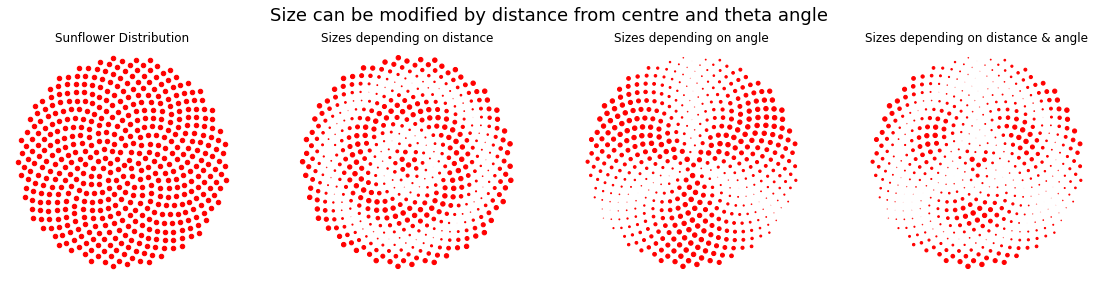 Size can be modified by distance from centre and theta angle
Sunflower Distribution
Sizes depending on distance
Sizes depending on angle
Sizes depending on distance & angle